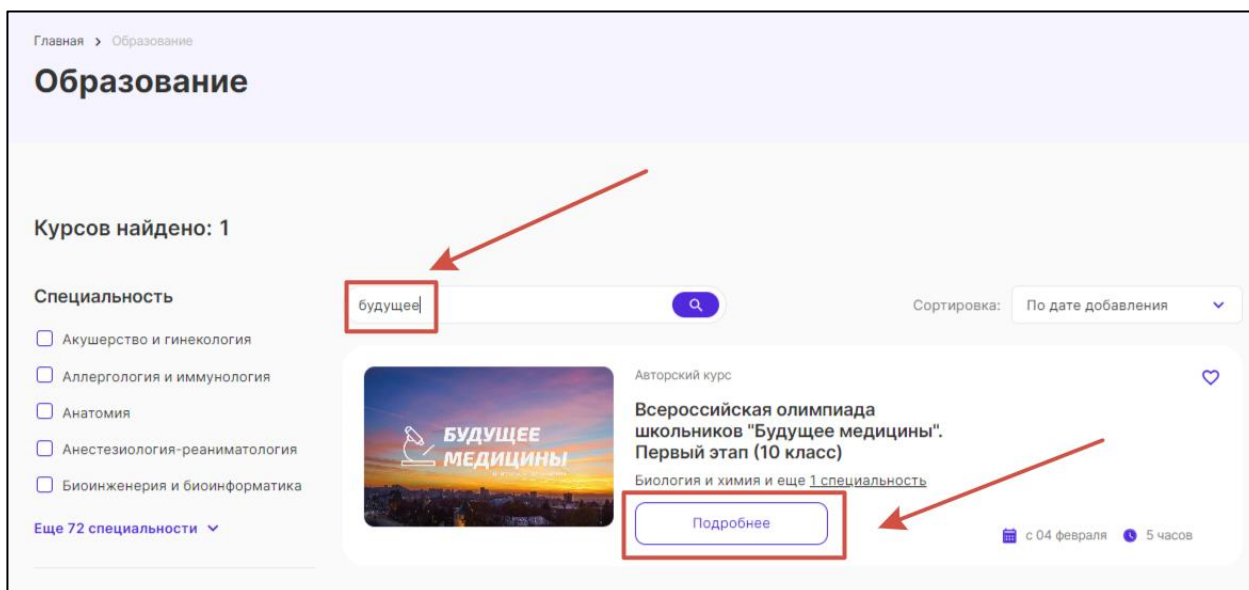 Главная > Образование
Образование
Курсов найдено: 1
Специальность
Акушерство и гинекология
Аллергология и иммунология
Анатомия
Анестезиология-реаниматология
Биоинженерия и биоинформатика
Еще 72 специальности
будущее
Сортировка: По дате добавления
БУДУЩЕЕ
МЕДИЦИНЫ
Авторский курс
Всероссийская олимпиада
школьников "Будущее медицины".
Первый этап (10 класс)
Биология и химия и еще 1 специальность
Подробнее
с 04 февраля 5 часов